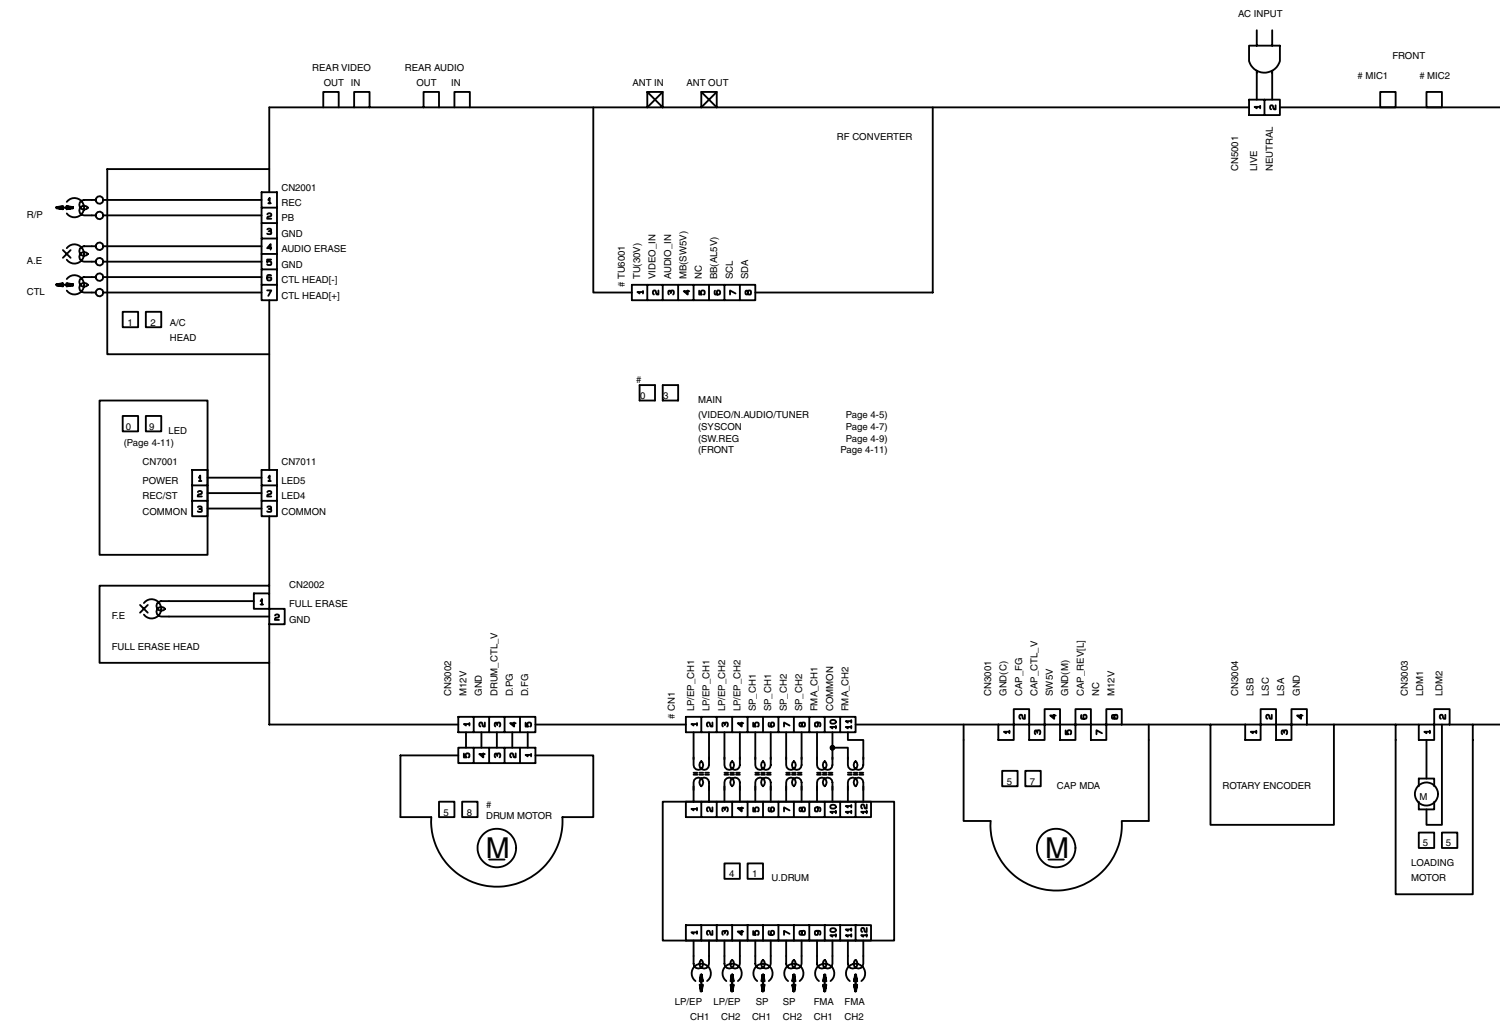 AC INPUT
REAR VIDEO
OUT IN
REAR AUDIO
OUT IN
ANT IN
ANT OUT
FRONT
# MIC1
# MIC2
1 2
CN5001
LIVE
NEUTRAL
RF CONVERTER
# TU6001
TU(30V)
VIDEO_IN
AUDIO_IN
MB(SW5V)
NC
BB(AL5V)
SCL
SDA
1 2 3 4 5 6 7 8
CN2001
1 REC
2 PB
3 GND
4 AUDIO ERASE
5 GND
6 CTL HEAD[-]
7 CTL HEAD[+]
R/P
A.E
CTL
1 2 A/C
HEAD
#
0 3 MAIN
(VIDEO/N.AUDIO/TUNER Page 4-5)
(SYSCON Page 4-7)
(SW.REG Page 4-9)
(FRONT Page 4-11)
0 9 LED
(Page 4-11)
CN7001
POWER 1
REC/ST 2
COMMON 3
CN7011
1 LED5
2 LED4
3 COMMON
CN2002
1 FULL ERASE
2 GND
F.E
FULL ERASE HEAD
CN3002
M12V
GND
DRUM_CTL_V
D.PG
D.FG
1 2 3 4 5
5 4 3 2 1
5 8 #
DRUM MOTOR
M
# CN1
LP/EP_CH1
LP/EP_CH1
LP/EP_CH2
LP/EP_CH2
SP_CH1
SP_CH1
SP_CH2
SP_CH2
FMA_CH1
COMMON
FMA_CH2
1 2 3 4 5 6 7 8 9 10 11
1 2 3 4 5 6 7 8 9 10 11 12
4 1 U.DRUM
1 2 3 4 5 6 7 8 9 10 11 12
LP/EP LP/EP SP SP FMA FMA
CH1 CH2 CH1 CH2 CH1 CH2
CN3001
GND(C)
CAP_FG
CAP_CTL_V
SW5V
GND(M)
CAP_REV[L]
NC
M12V
2 4 6 8
1 3 5 7
5 7 CAP MDA
M
CN3004
LSB
LSC
LSA
GND
2 4
1 3
ROTARY ENCODER
CN3003
LDM1
LDM2
2
1
M
5 5
LOADING
MOTOR